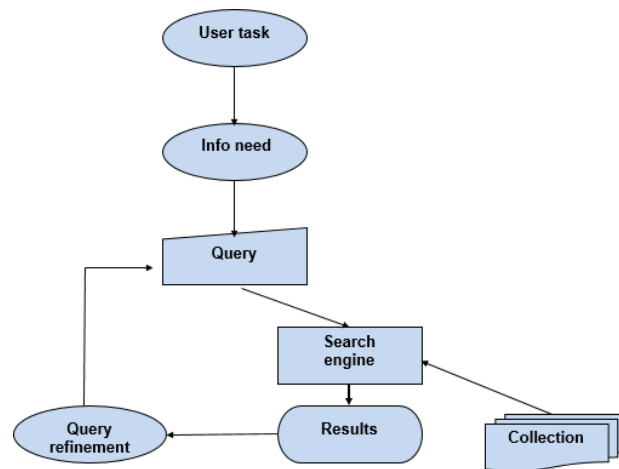 User task
Info need
Query
Search
engine
Query
refinement
Results
Collection